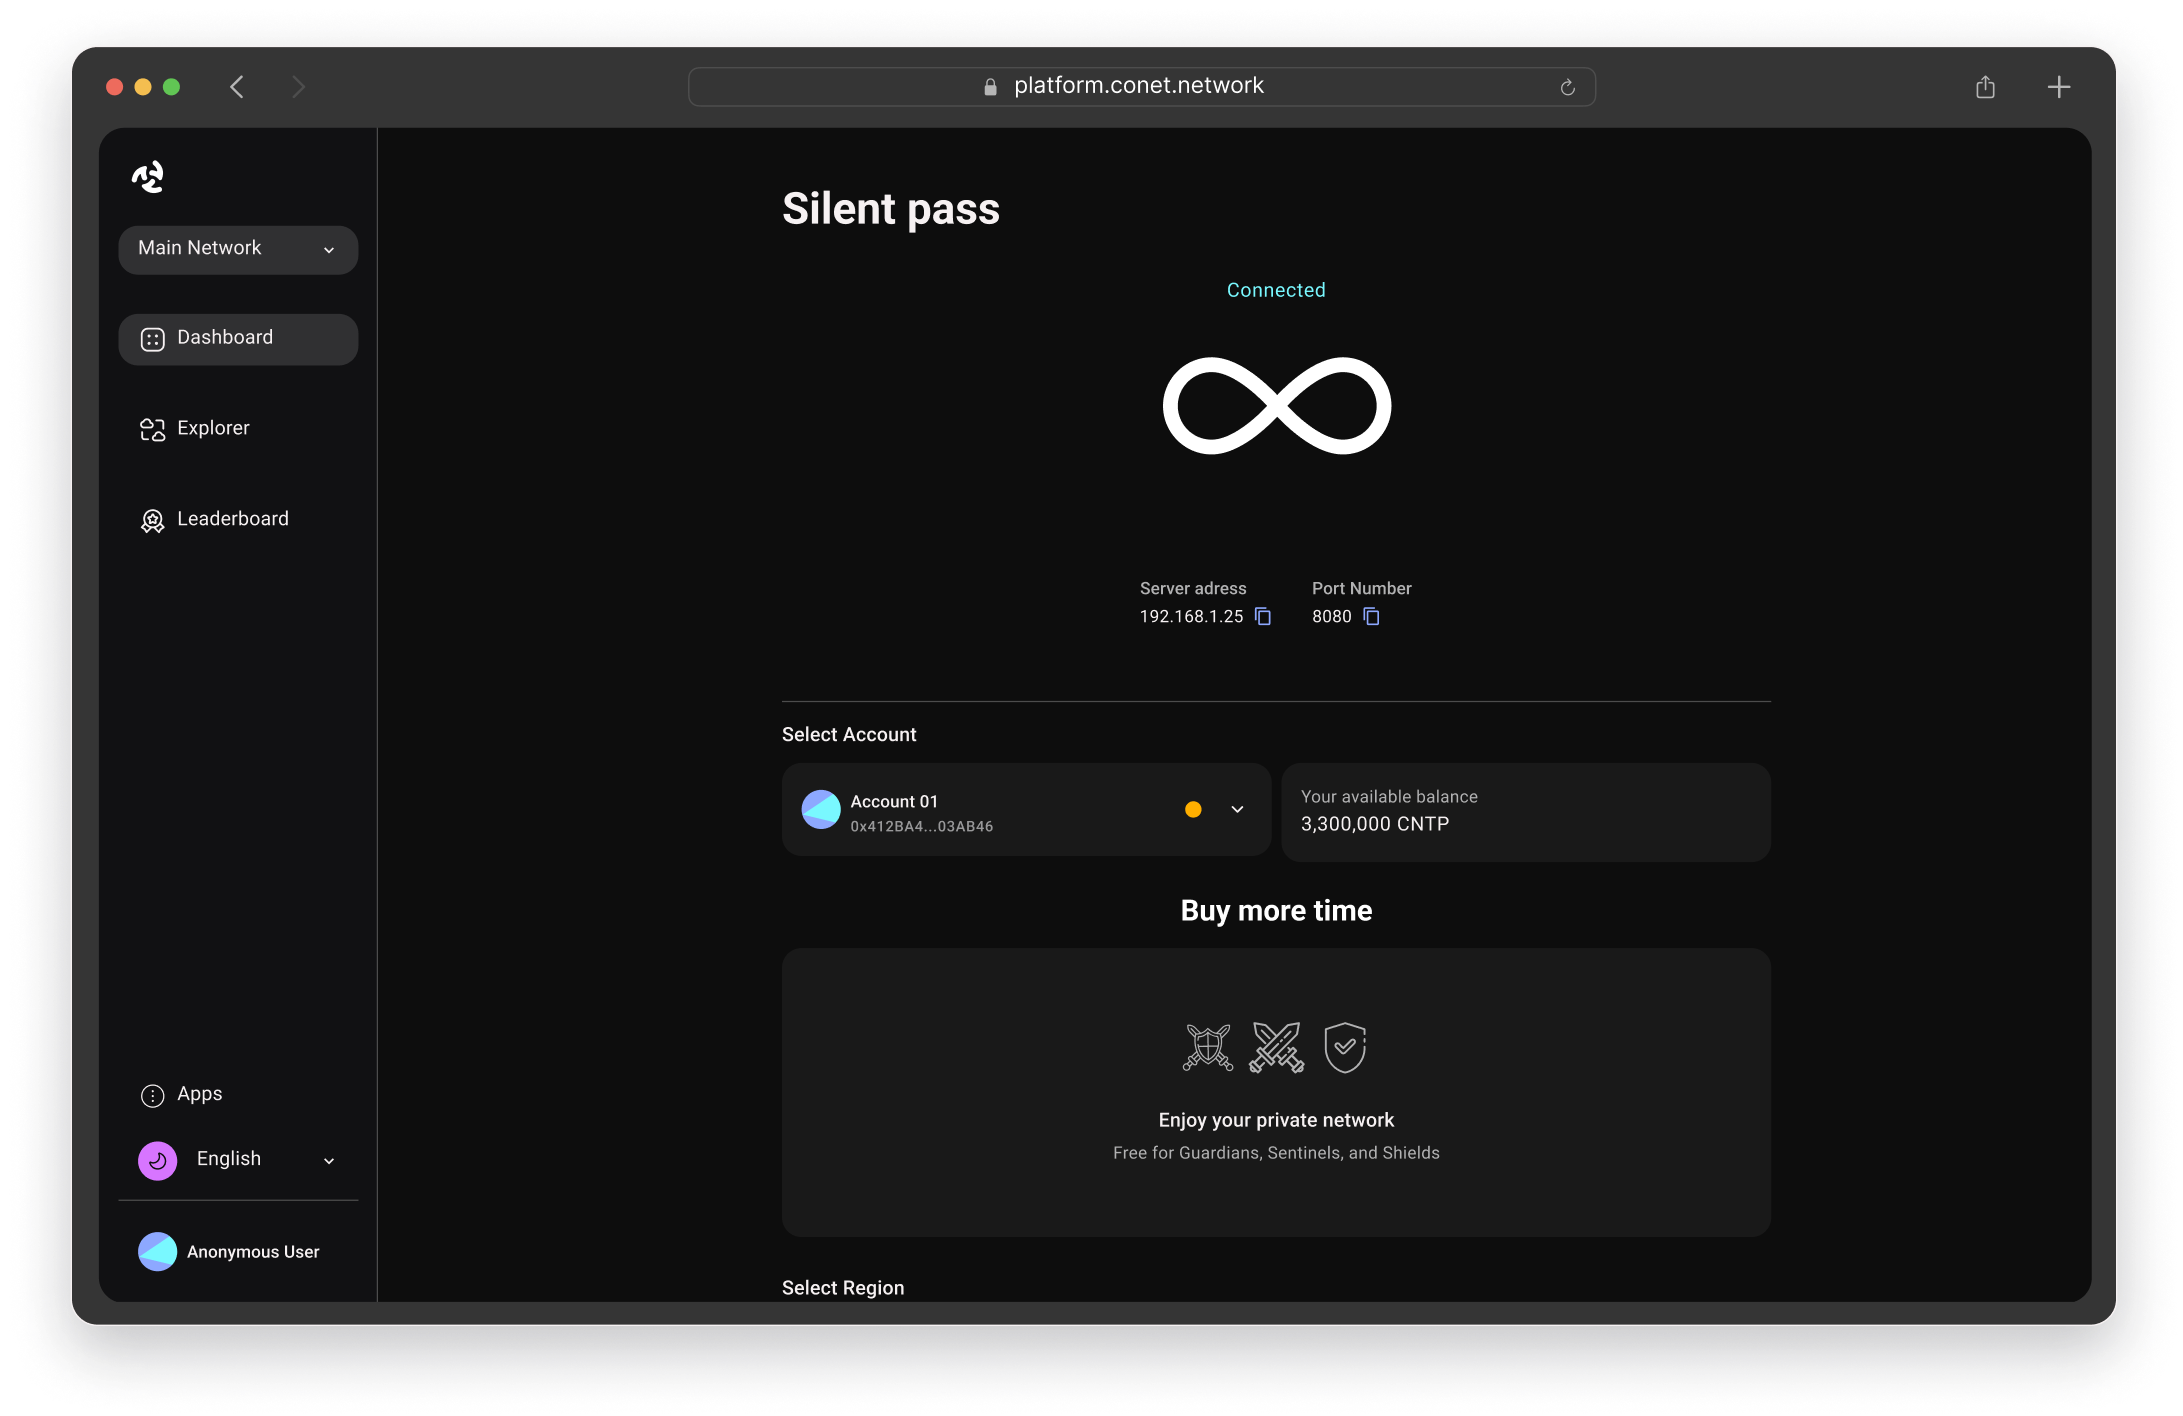 platform.conet.network
Main Network
Dashboard
Explorer
Leaderboard
Apps
English
Anonymous User
Silent pass
Connected
Server adress
192.168.1.25
Port Number
8080
Select Account
Account 01
0x412BA4...03AB46
Your available balance
3,300,000 CNTP
Buy more time
Enjoy your private network
Free for Guardians, Sentinels, and Shields
Select Region